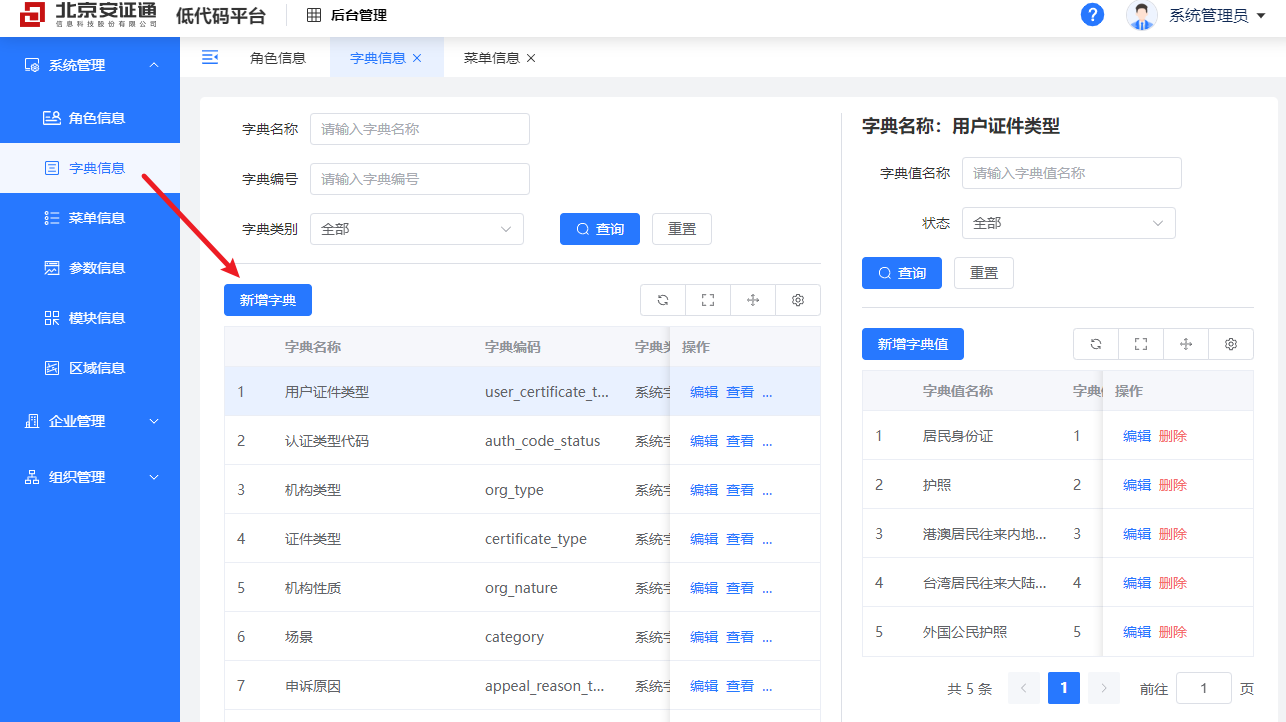 北京安证通
信息科技股份有限公司
低代码平台
后台管理
?
系统管理员
系统管理
角色信息
字典信息
菜单信息
参数信息
模块信息
区域信息
企业管理
组织管理
角色信息 字典信息 × 菜单信息 ×
字典名称 请输入字典名称
字典编号 请输入字典编号
字典类别 全部 查询 重置
新增字典
字典名称 字典编码 字典类 操作
1 用户证件类型 user_certificate_t... 系统字 编辑 查看 ...
2 认证类型代码 auth_code_status 系统字 编辑 查看 ...
3 机构类型 org_type 系统字 编辑 查看 ...
4 证件类型 certificate_type 系统字 编辑 查看 ...
5 机构性质 org_nature 系统字 编辑 查看 ...
6 场景 category 系统字 编辑 查看 ...
7 申诉原因 appeal_reason_t... 系统字 编辑 查看 ...
字典名称：用户证件类型
字典值名称 请输入字典值名称
状态 全部
查询 重置
新增字典值
字典值名称 字典 操作
1 居民身份证 1 编辑 删除
2 护照 2 编辑 删除
3 港澳居民往来内地... 3 编辑 删除
4 台湾居民往来大陆... 4 编辑 删除
5 外国公民护照 5 编辑 删除
共 5 条 < 1 > 前往 1 页